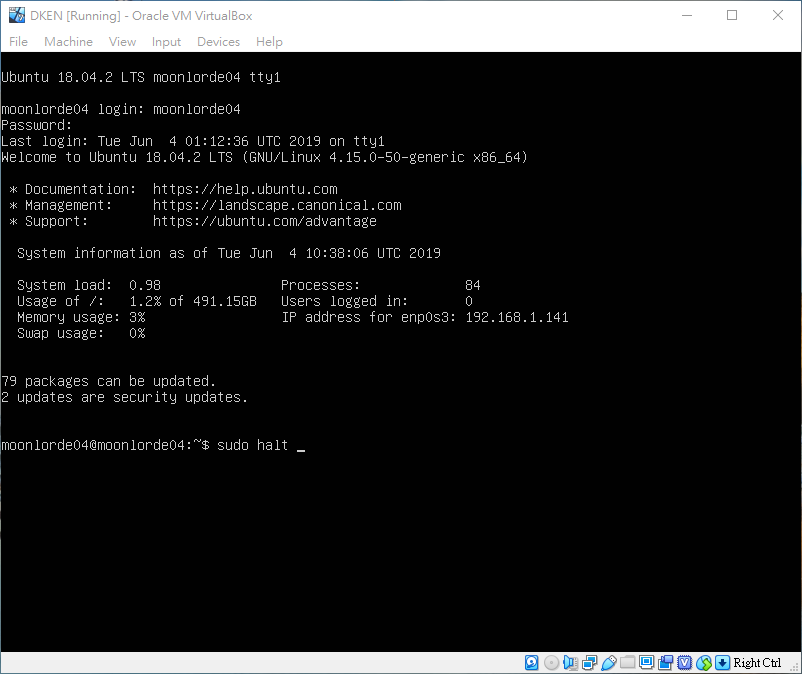 DKEN [Running] - Oracle VM VirtualBox
File Machine View Input Devices Help
Ubuntu 18.04.2 LTS moonlorde04 tty1
moonlorde04 login: moonlorde04
Password:
Last login: Tue Jun  4 01:12:36 UTC 2019 on tty1
Welcome to Ubuntu 18.04.2 LTS (GNU/Linux 4.15.0-50-generic x86_64)
* Documentation:  https://help.ubuntu.com
* Management:     https://landscape.canonical.com
* Support:        https://ubuntu.com/advantage
System information as of Tue Jun  4 10:38:06 UTC 2019
System load:  0.98               Processes:             84
Usage of /:   1.2% of 491.15GB   Users logged in:       0
Memory usage: 3%                 IP address for enp0s3: 192.168.1.141
Swap usage:   0%
79 packages can be updated.
2 updates are security updates.
moonlorde04@moonlorde04:~$ sudo halt _
Right Ctrl